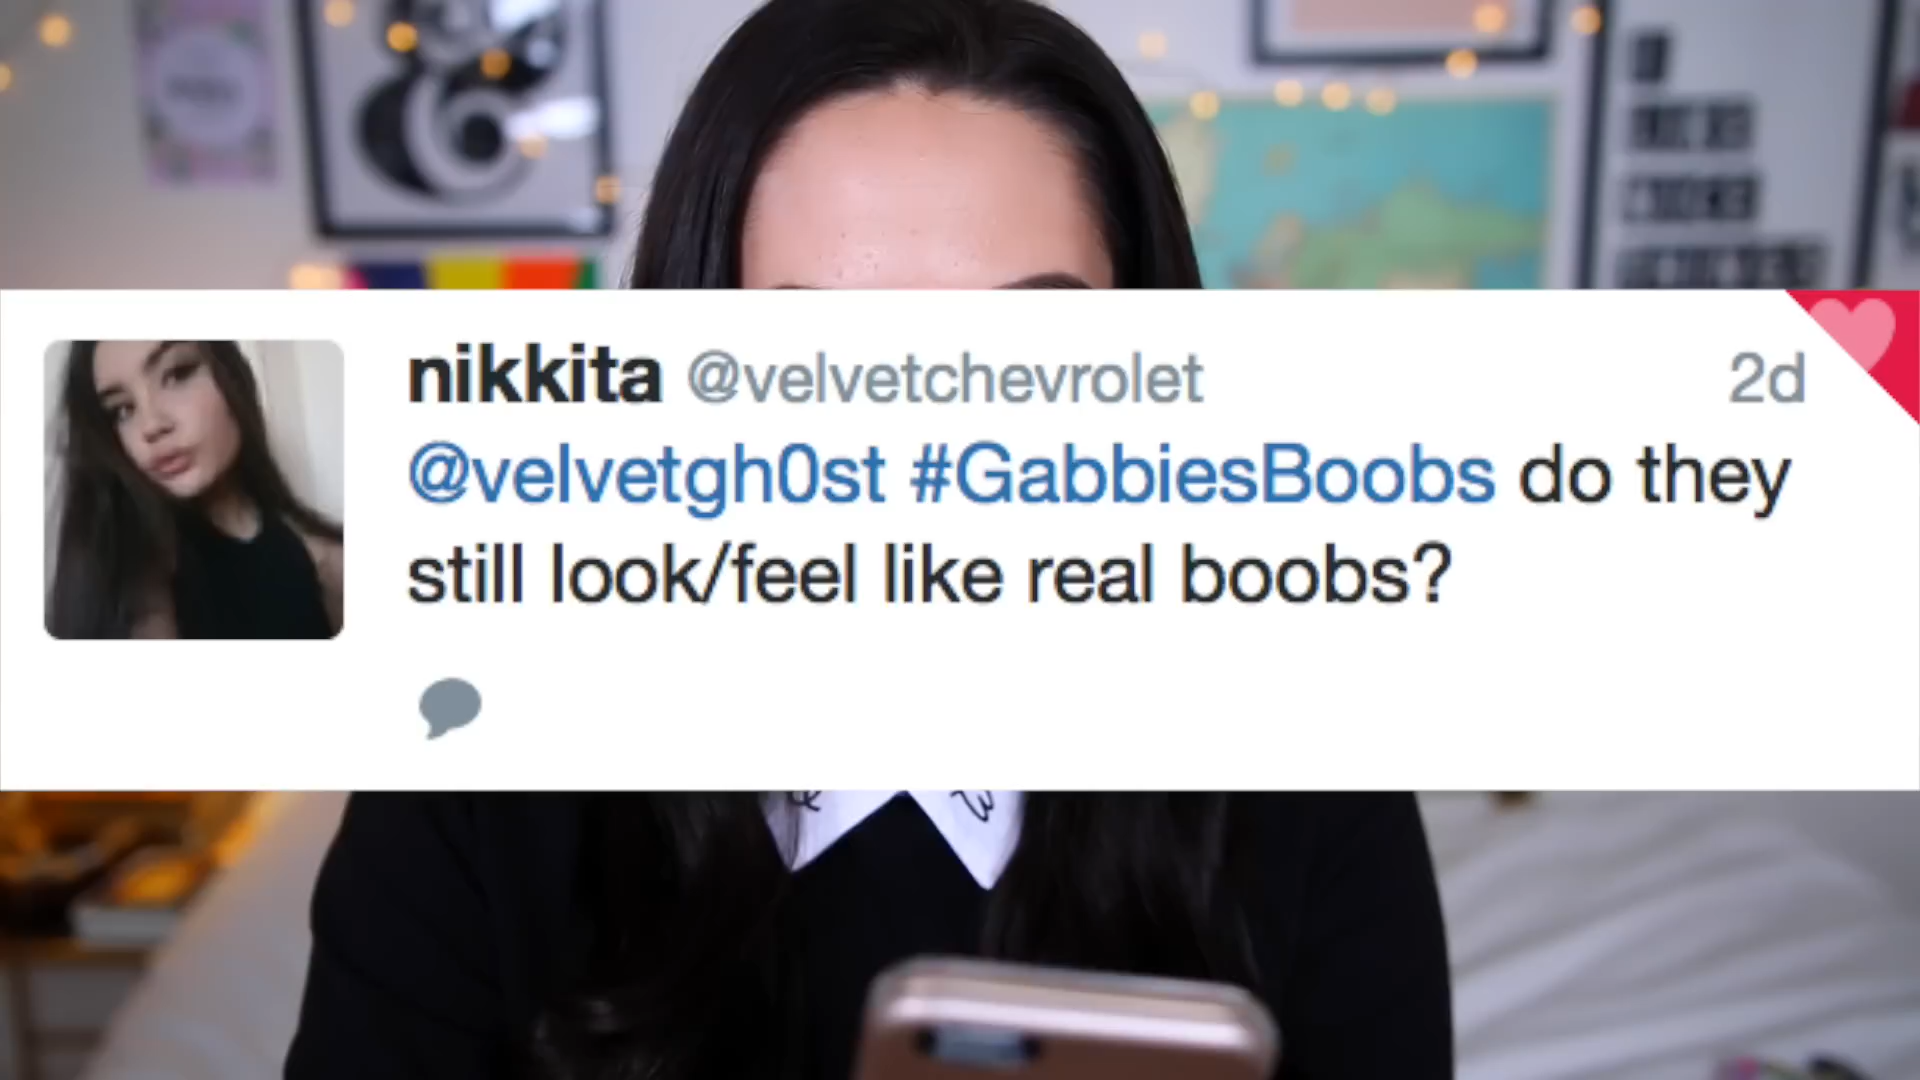 nikkita @velvetchevrolet 2d
@velvetgh0st #GabbiesBoobs do they
still look/feel like real boobs?